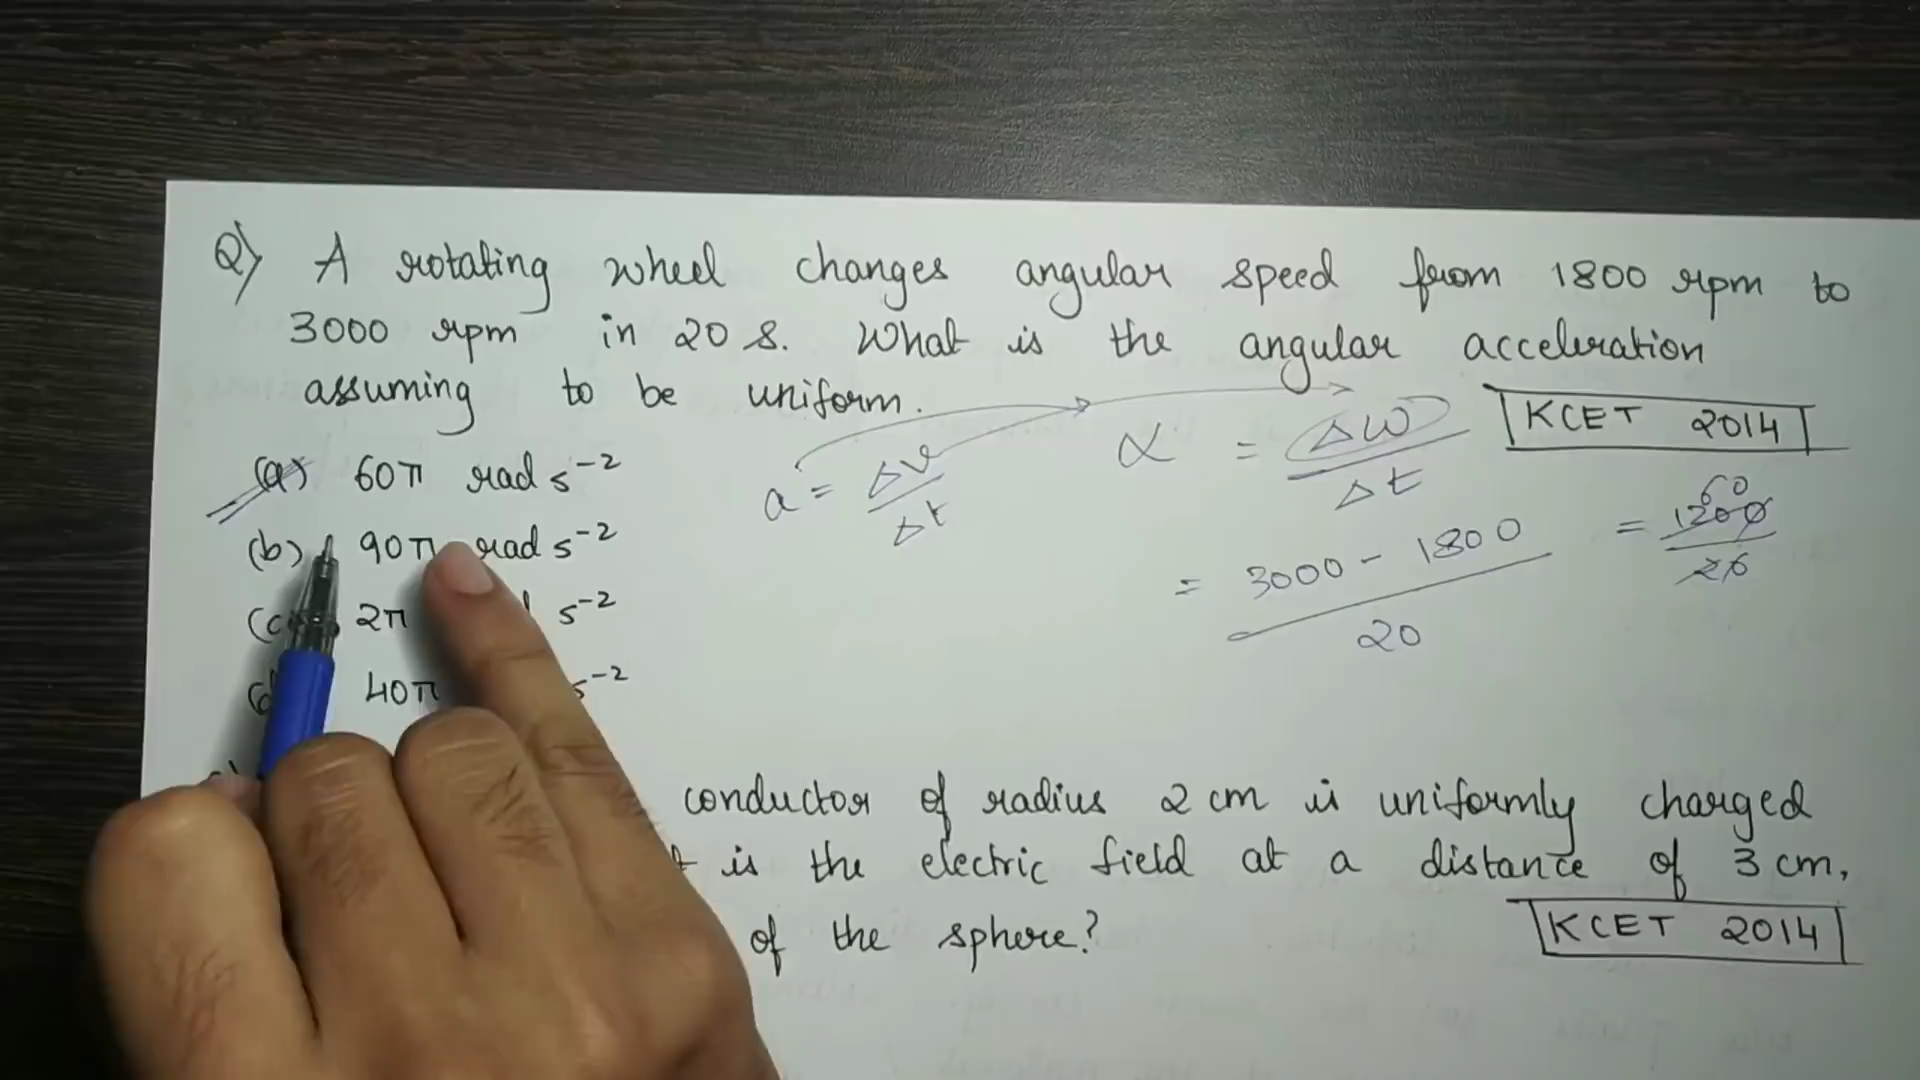 Q) A rotating wheel changes angular speed from 1800 rpm to
3000 rpm in 20 s. What is the angular acceleration
assuming to be uniform.
KCET 2014
(a) 60π rad s⁻²
(b) 90π rad s⁻²
(c) 2π s⁻²
(d) 40π s⁻²
a = Δv/Δt
α = Δω/Δt
= 3000 - 1800 / 20
= 1200 / 20
60
conductor of radius 2 cm is uniformly charged
is the electric field at a distance of 3 cm,
of the sphere?
KCET 2014